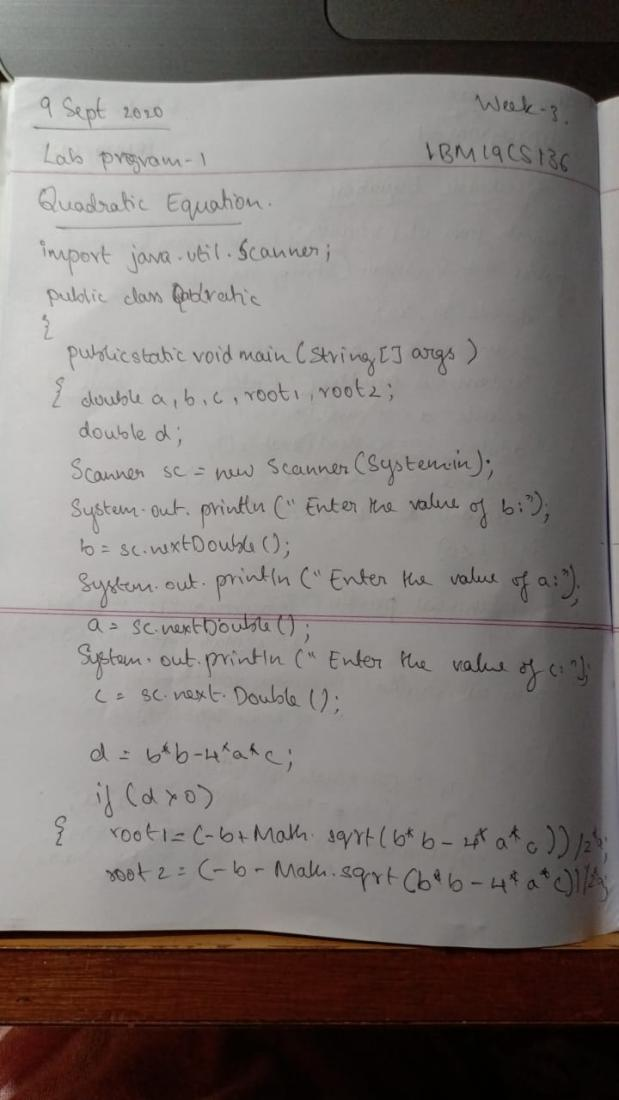 9 Sept 2020 Week-3.
Lab program-1 1BM19CS136
Quadratic Equation.
import java.util.Scanner;
public class
{
public static void main (String [] args )
{ double a, b, c, root1, root2;
double d;
Scanner sc = new Scanner (System.in);
System.out.println (" Enter the value of b:");
b = sc.nextDouble ();
System.out.println (" Enter the value of a:");
a = sc.nextDouble ();
System.out.println (" Enter the value of c:");
c = sc.next.Double ();
d = b*b-4*a*c;
if (d>0)
{ root1 = (-b+Math.sqrt(b*b-4*a*c))/2*a;
root2 = (-b-Math.sqrt(b*b-4*a*c))/2*a;